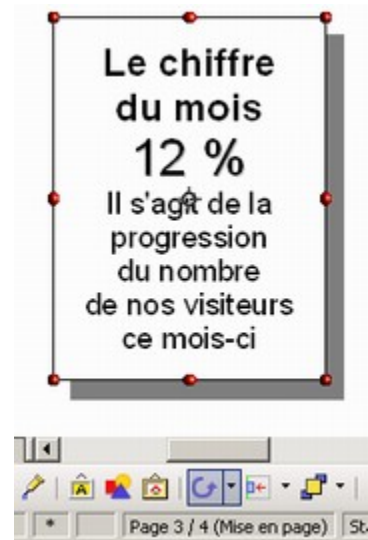 Le chiffre
du mois
12 %
Il s'agit de la
progression
du nombre
de nos visiteurs
ce mois-ci
* Page 3 / 4 (Mise en page)